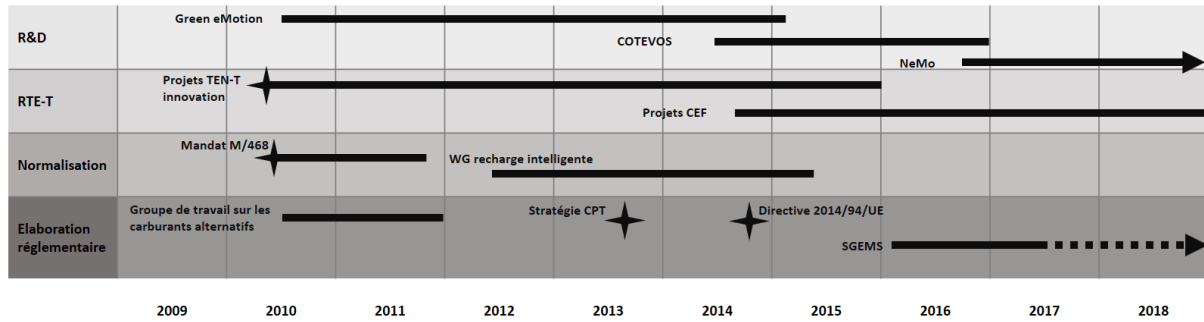 Green eMotion
R&D
COTEVOS
NeMo
Projets TEN-T
innovation
RTE-T
Projets CEF
Mandat M/468
Normalisation
WG recharge intelligente
Groupe de travail sur les
carburants alternatifs
Stratégie CPT
Directive 2014/94/UE
Elaboration
réglementaire
SGEMS
2009 2010 2011 2012 2013 2014 2015 2016 2017 2018